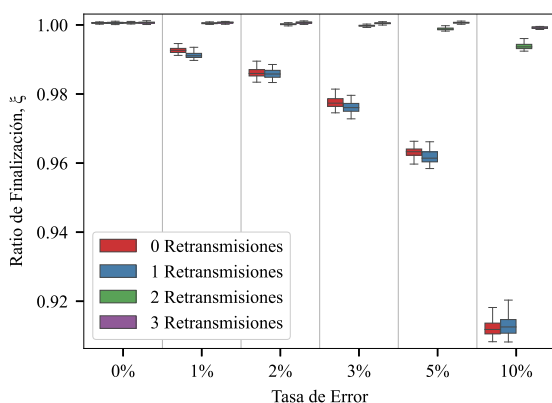 1.00
0.98
0.96
0.94
0.92
Ratio de Finalización, ξ
0 Retransmisiones
1 Retransmisiones
2 Retransmisiones
3 Retransmisiones
0% 1% 2% 3% 5% 10%
Tasa de Error